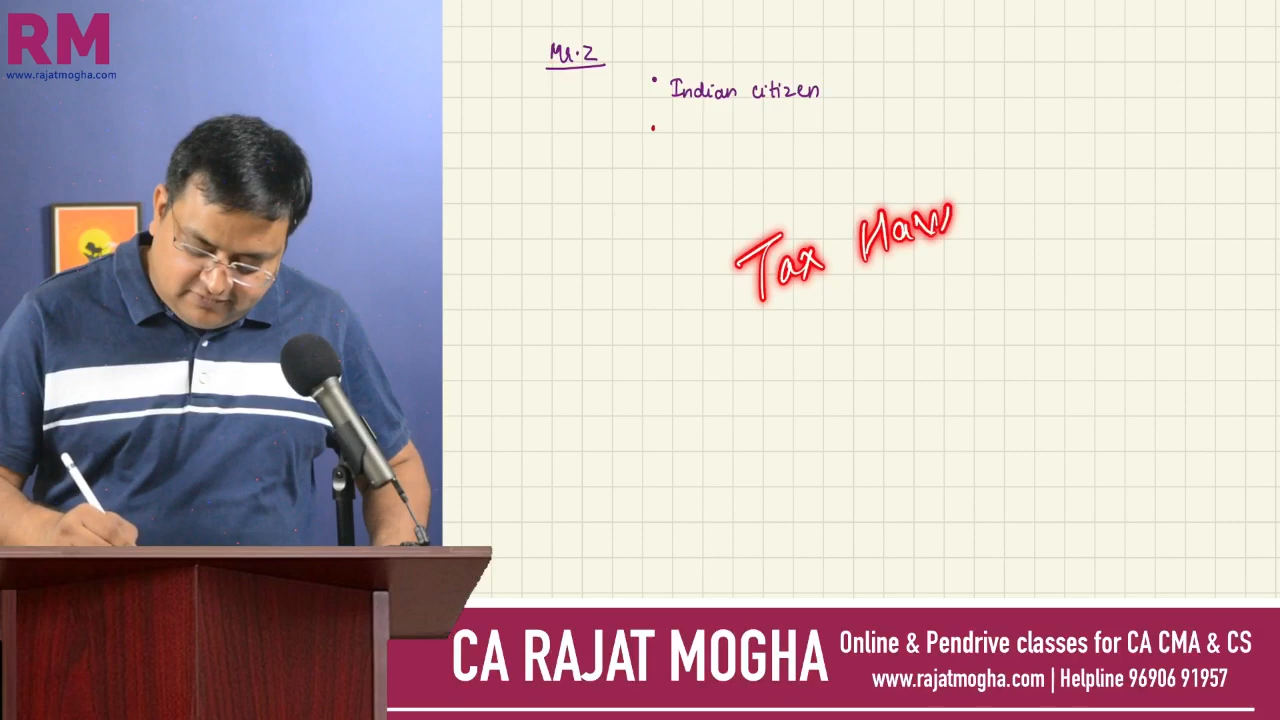 RM
www.rajatmogha.com
Mr.Z
• Indian citizen
•
Tax
CA RAJAT MOGHA
Online & Pendrive classes for CA CMA & CS
www.rajatmogha.com | Helpline 96906 91957